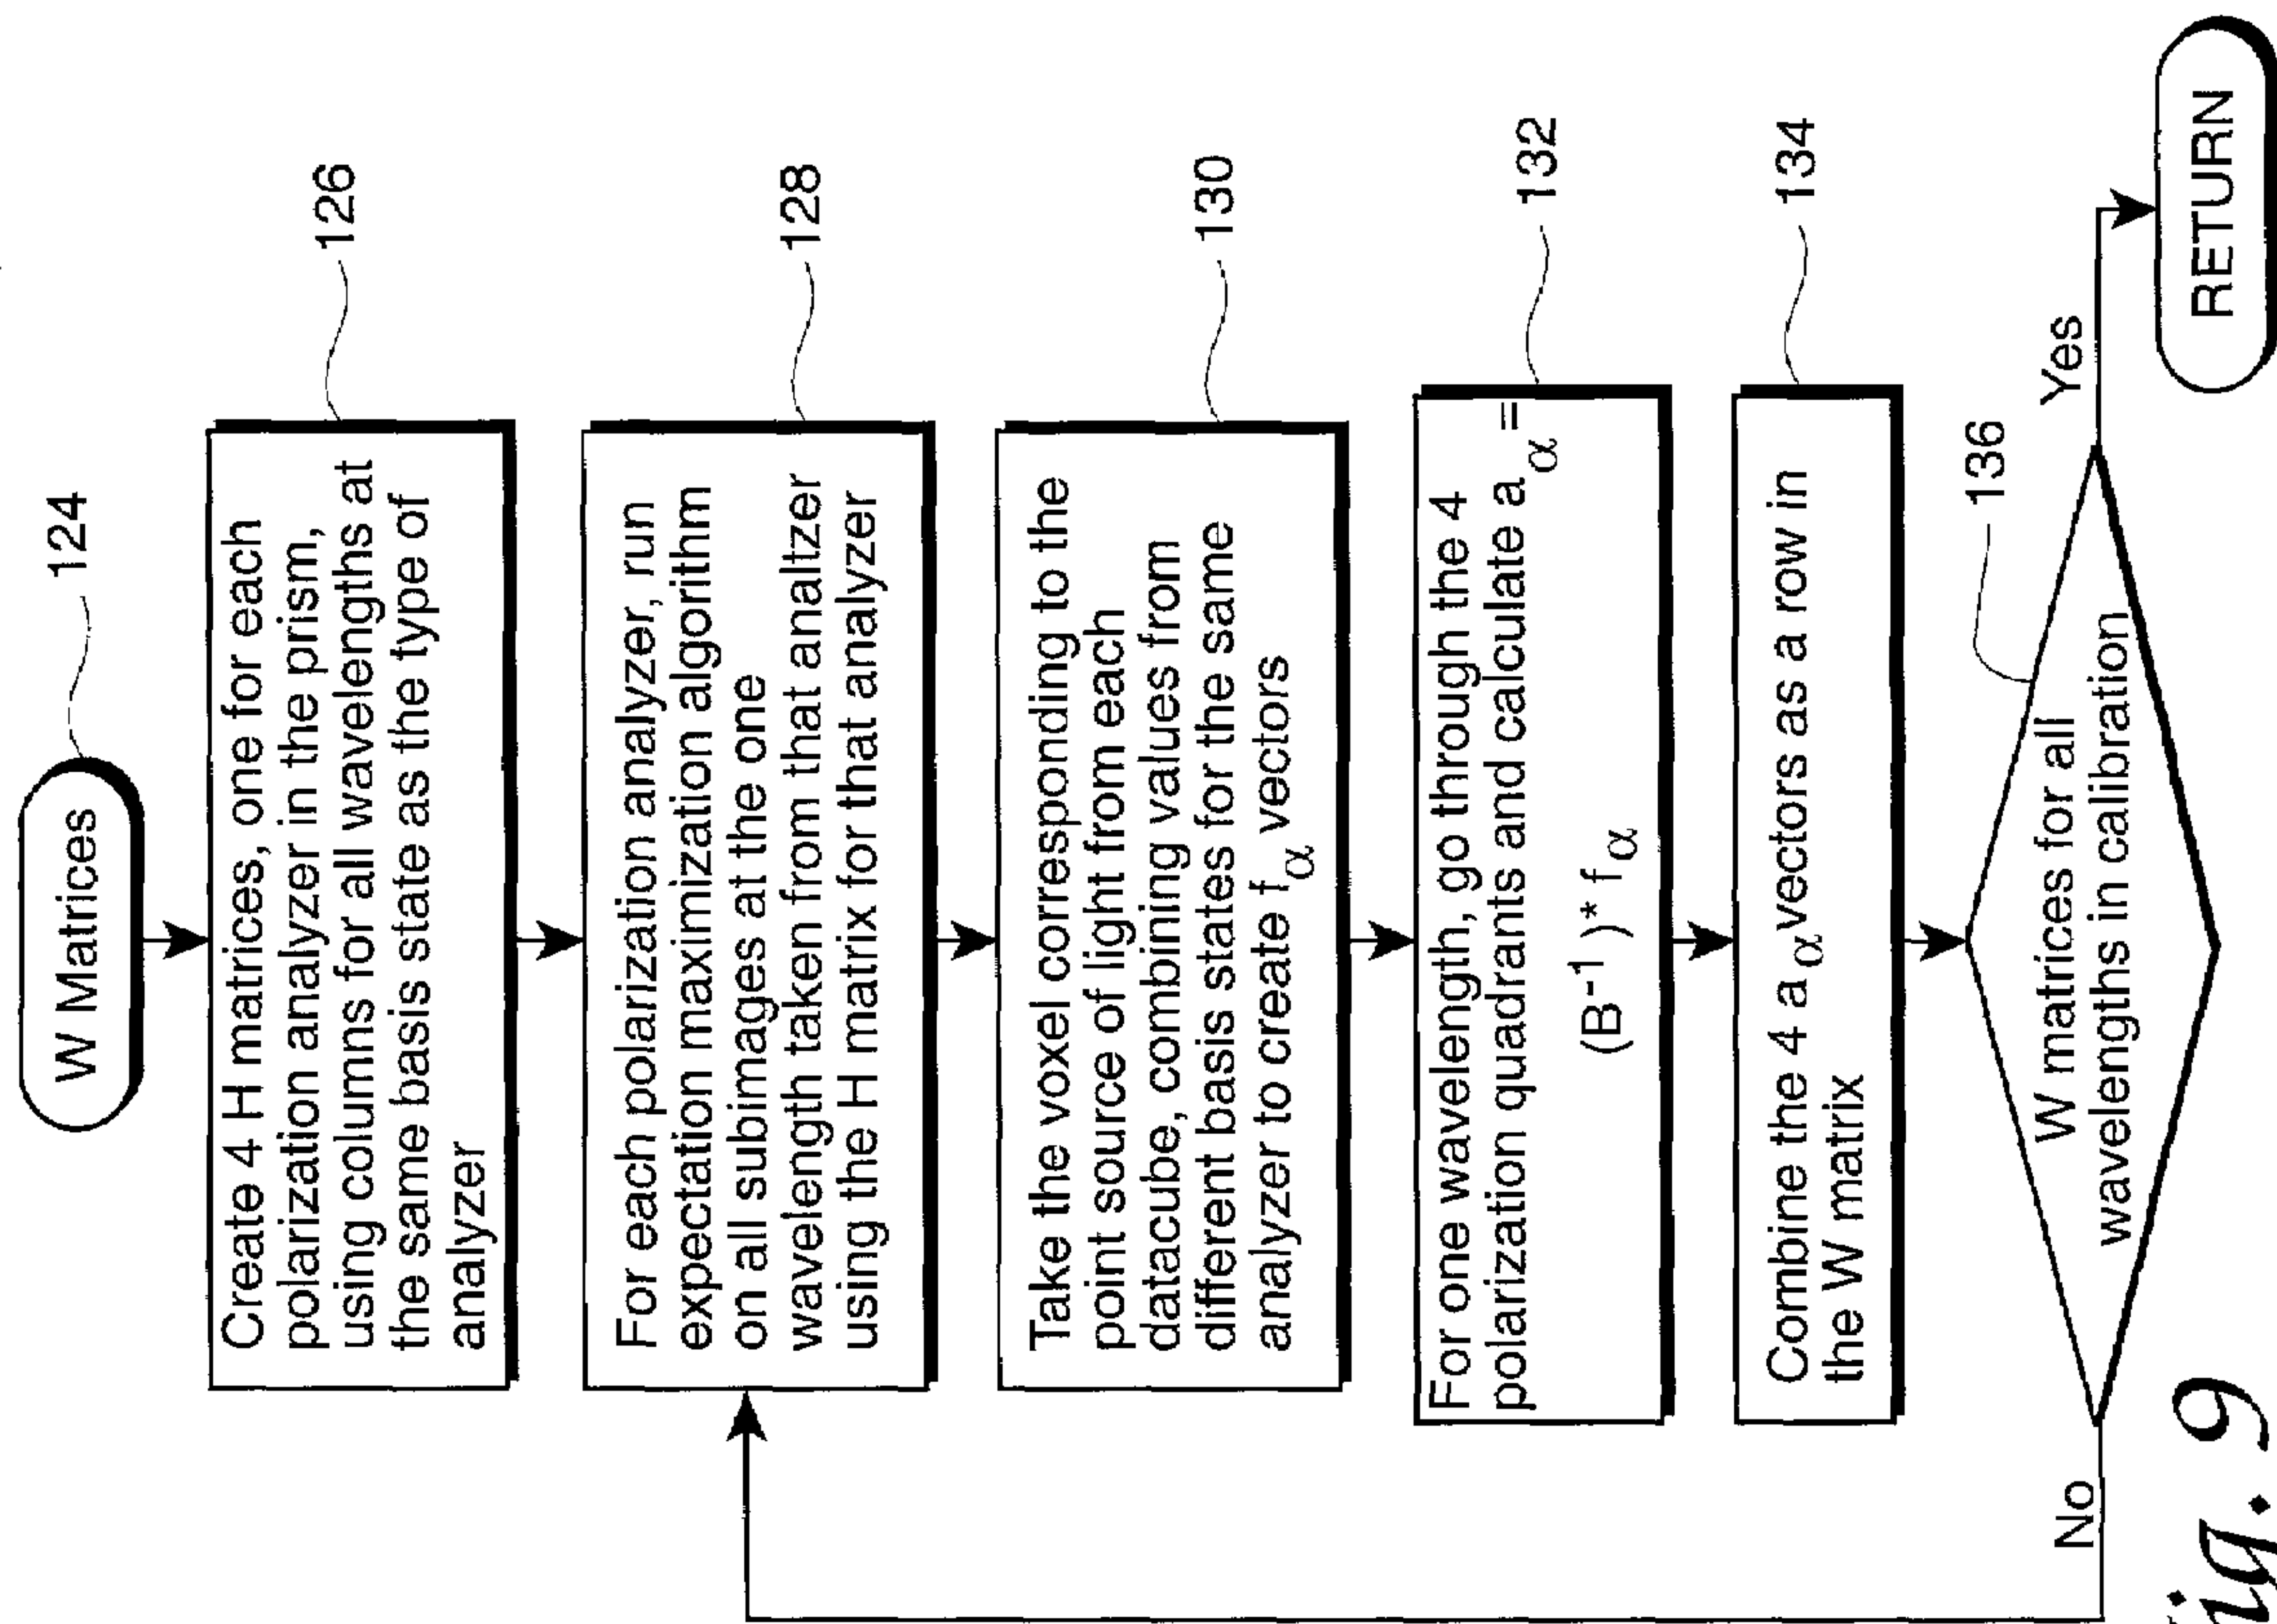 W Matrices
124
Create 4 H matrices, one for each
polarization analyzer in the prism,
using columns for all wavelengths at
the same basis state as the type of
analyzer
126
For each polarization analyzer, run
expectation maximization algorithm
on all subimages at the one
wavelength taken from that analtzer
using the H matrix for that analyzer
128
Take the voxel corresponding to the
point source of light from each
datacube, combining values from
different basis states for the same
analyzer to create f α vectors
130
For one wavelength, go through the 4
polarization quadrants and calculate a α =
(B⁻¹)* f α
132
Combine the 4 a α vectors as a row in
the W matrix
134
W matrices for all
wavelengths in calibration
136
No
Yes
RETURN
ig. 9